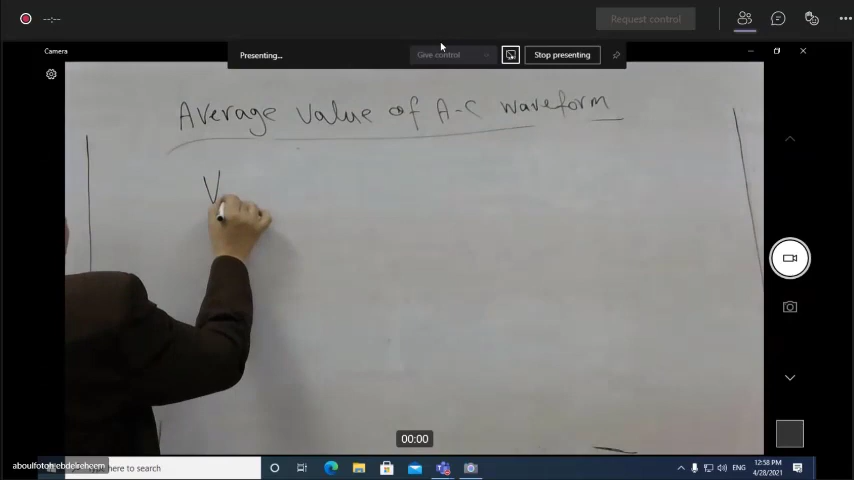 --:--
Request control
Camera
Presenting...
Give control
Stop presenting
Average value of A-C waveform
V
00:00
aboulfotoh ebdelreheem
here to search
ENG
12:58 PM
4/28/2021